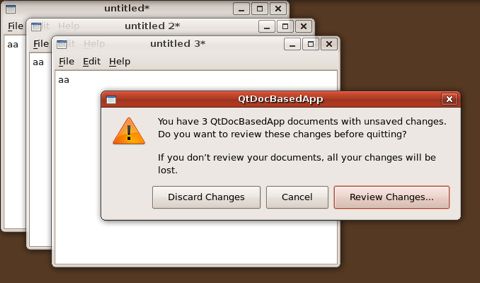 untitled*
File
Help
untitled 2*
File
Help
untitled 3*
File Edit Help
aa
aa
aa
QtDocBasedApp
You have 3 QtDocBasedApp documents with unsaved changes.
Do you want to review these changes before quitting?
If you don't review your documents, all your changes will be
lost.
Discard Changes Cancel Review Changes...